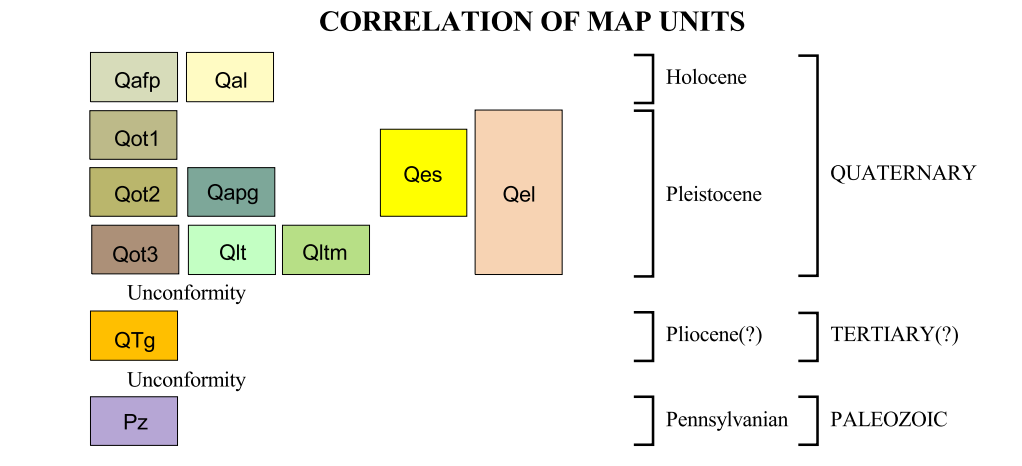 CORRELATION OF MAP UNITS
Qafp Qal Holocene
Qot1
Qot2 Qapg Qes Qel Pleistocene QUATERNARY
Qot3 Qlt Qltm
Unconformity
QTg Pliocene(?) TERTIARY(?)
Unconformity
Pz Pennsylvanian PALEOZOIC